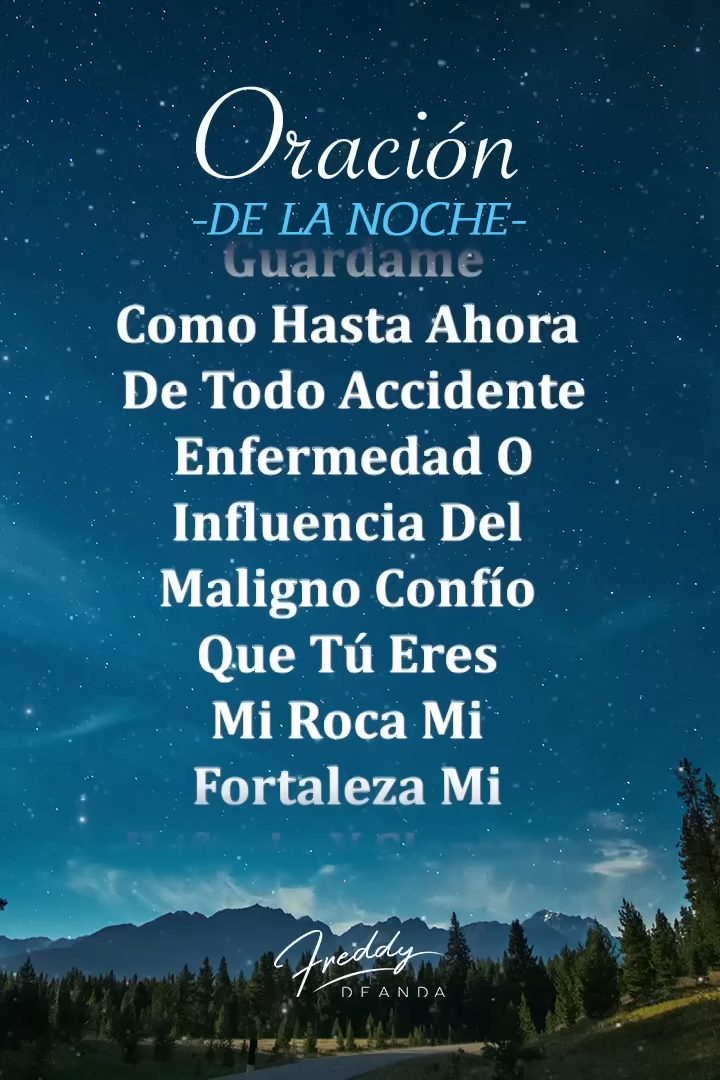 Oración
-DE LA NOCHE-
Guárdame
Como Hasta Ahora
De Todo Accidente
Enfermedad O
Influencia Del
Maligno Confío
Que Tú Eres
Mi Roca Mi
Fortaleza Mi
Freddy
DEANDA